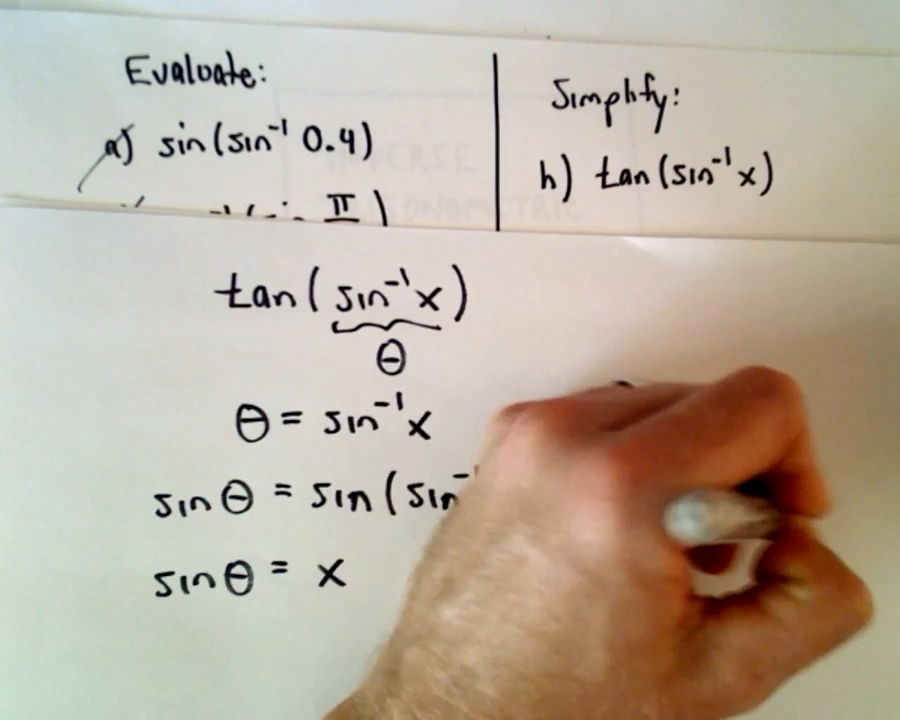 Evaluate:
a) sin(sin⁻¹ 0.4)
π )
Simplify:
h) tan(sin⁻¹x)
tan(sin⁻¹x)
θ
θ = sin⁻¹x
sinθ = sin(sin⁻
sinθ = x